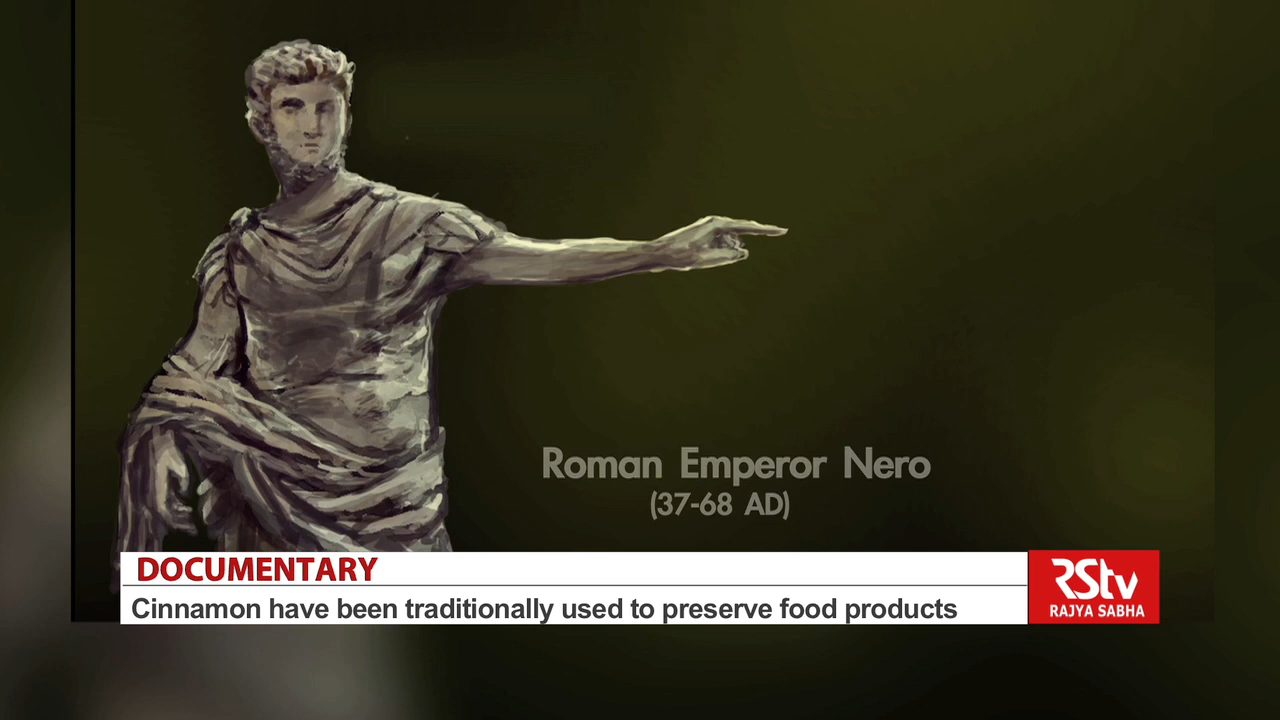 Roman Emperor Nero
(37-68 AD)
DOCUMENTARY
Cinnamon have been traditionally used to preserve food products
RStv
RAJYA SABHA